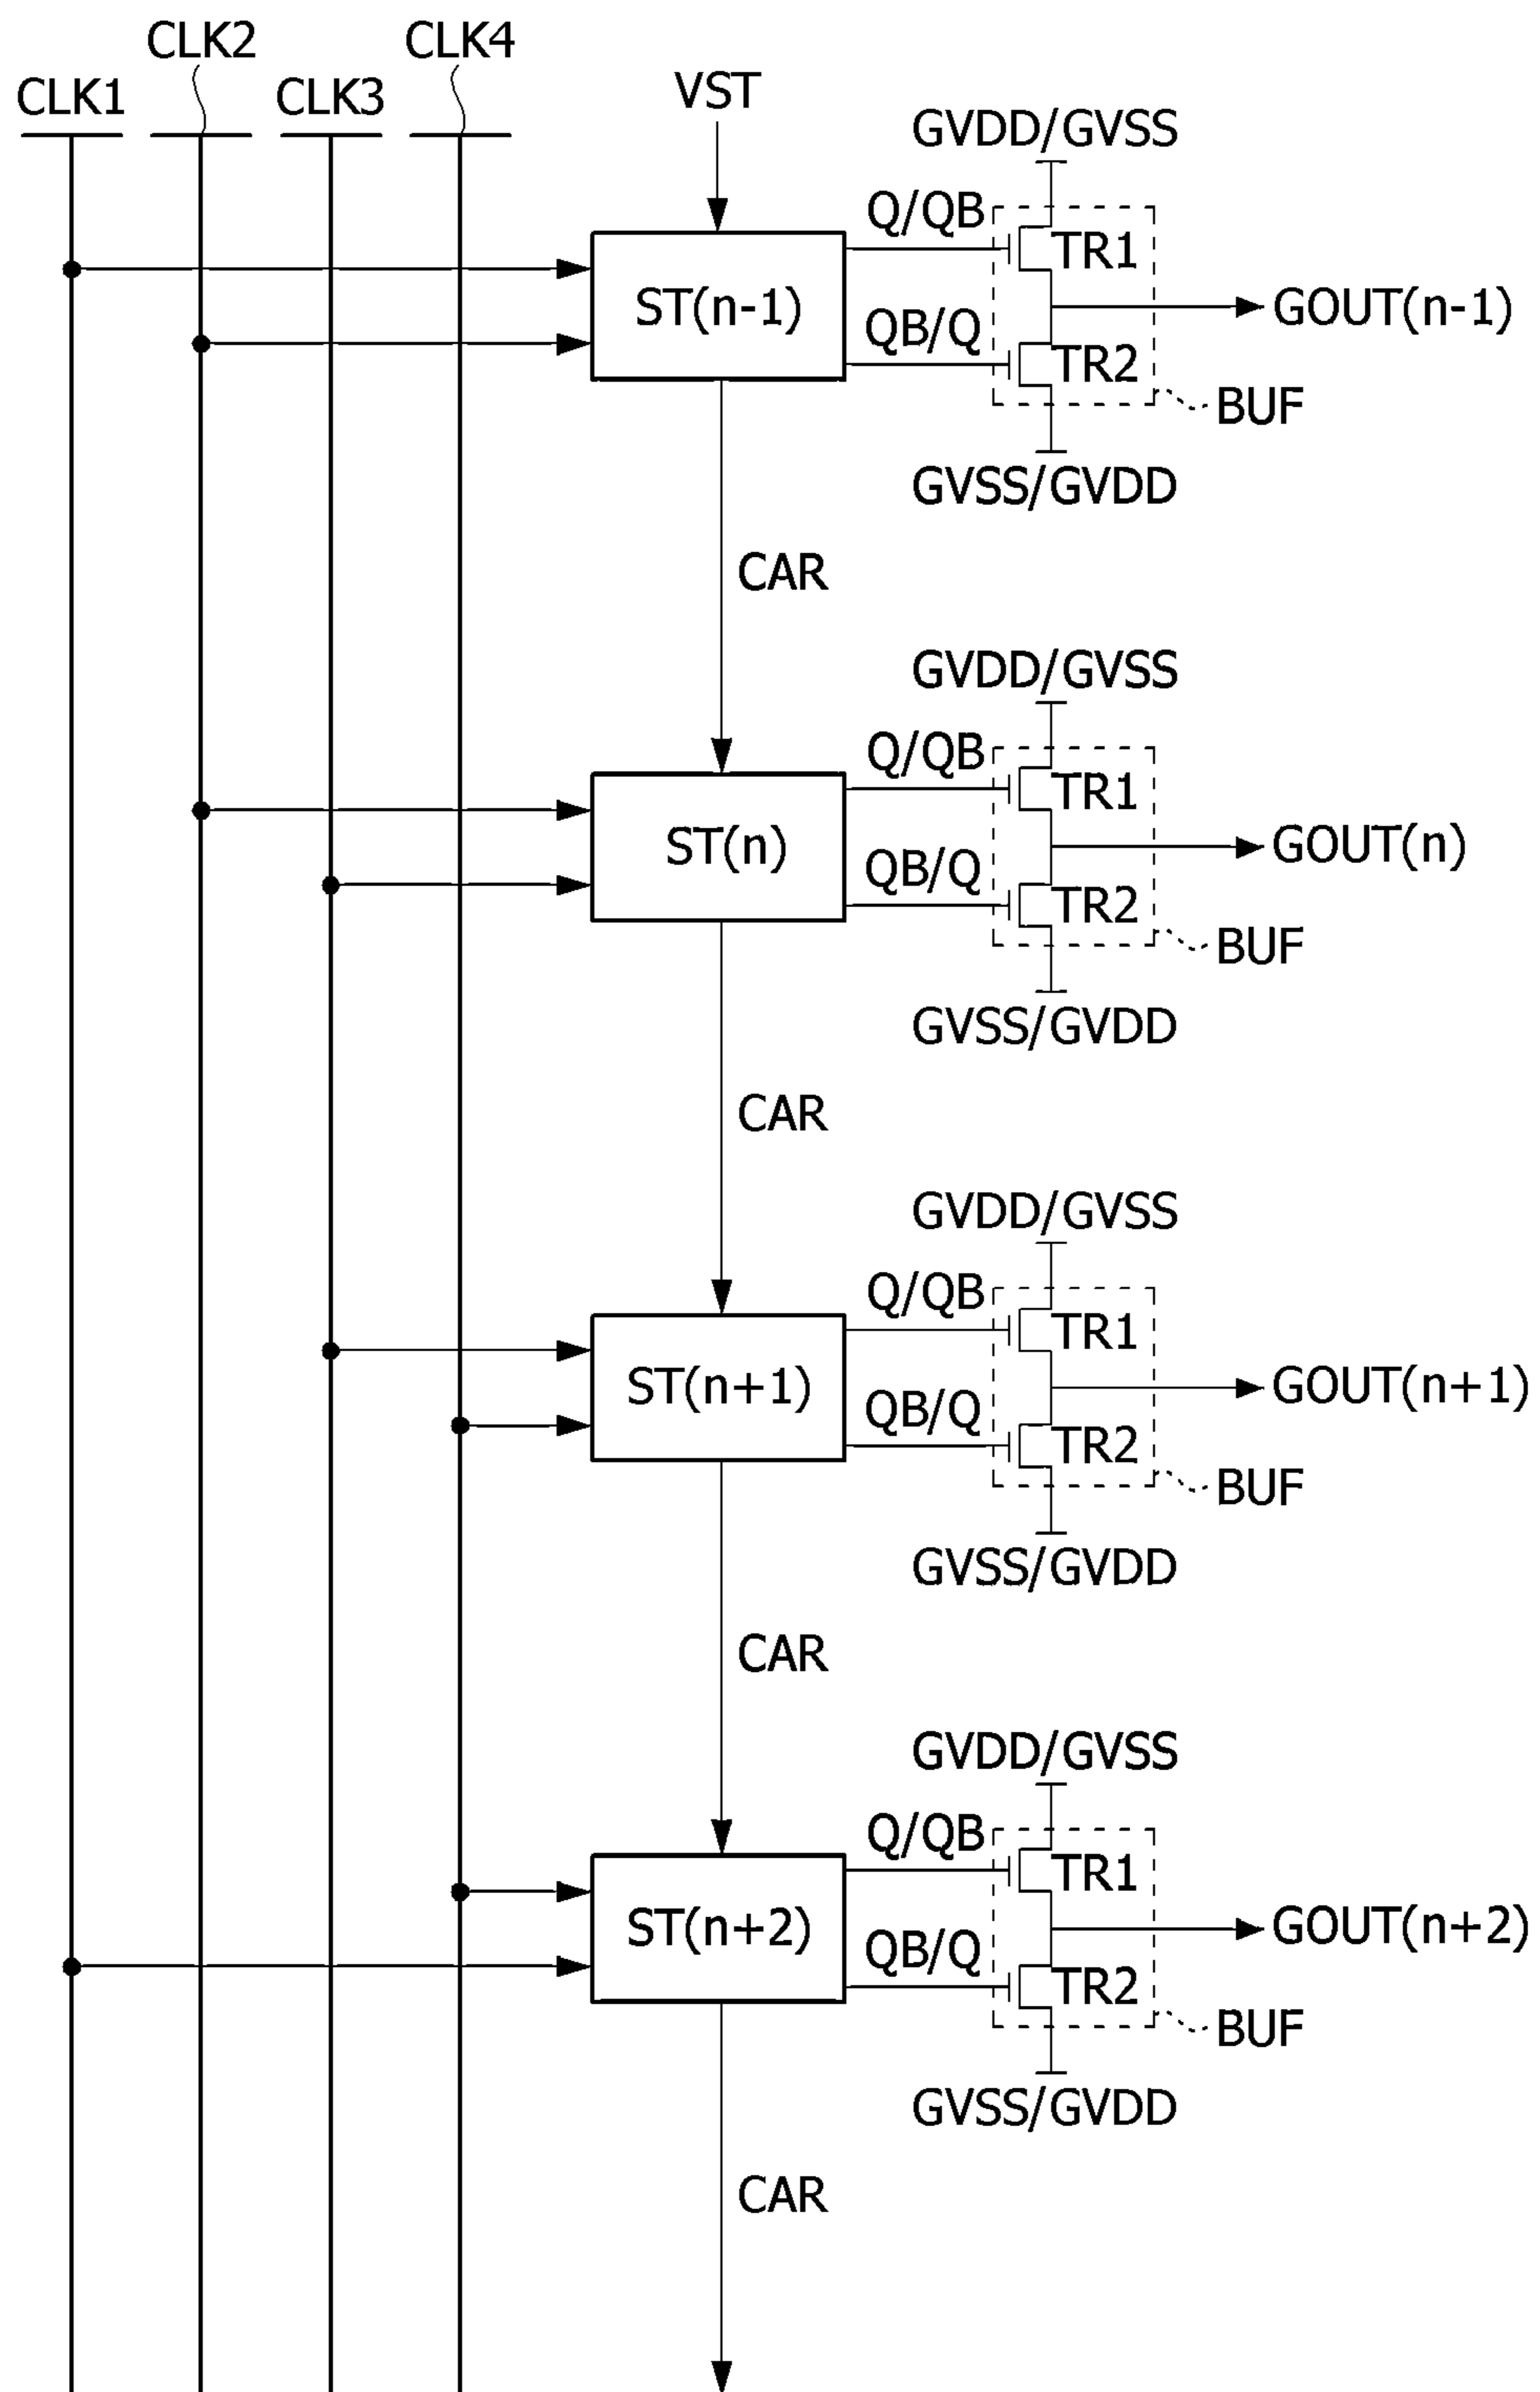 CLK1
CLK2
CLK3
CLK4
VST
GVDD/GVSS
Q/QB
TR1
ST(n-1)
GOUT(n-1)
QB/Q
TR2
BUF
GVSS/GVDD
CAR
GVDD/GVSS
Q/QB
TR1
ST(n)
GOUT(n)
QB/Q
TR2
BUF
GVSS/GVDD
CAR
GVDD/GVSS
Q/QB
TR1
ST(n+1)
GOUT(n+1)
QB/Q
TR2
BUF
GVSS/GVDD
CAR
GVDD/GVSS
Q/QB
TR1
ST(n+2)
GOUT(n+2)
QB/Q
TR2
BUF
GVSS/GVDD
CAR